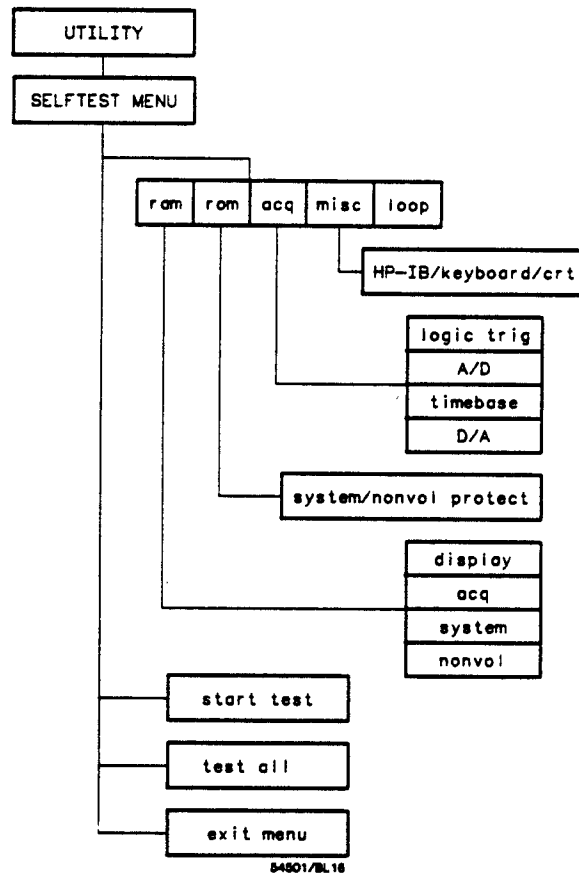 UTILITY
SELFTEST MENU
ram rom acq misc loop
HP-IB/keyboard/crt
logic trig
A/D
timebase
D/A
system/nonvol protect
display
acq
system
nonvol
start test
test all
exit menu
54501/BL16